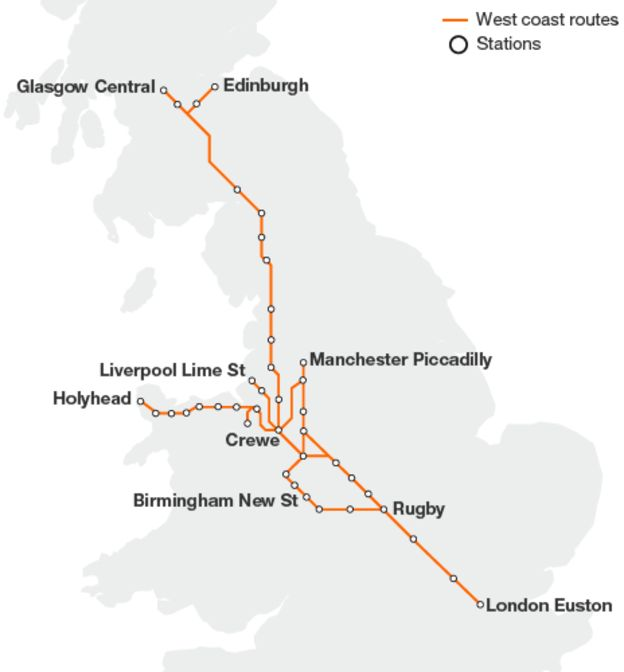 West coast routes
Stations
Glasgow Central
Edinburgh
Manchester Piccadilly
Liverpool Lime St
Holyhead
Crewe
Birmingham New St
Rugby
London Euston